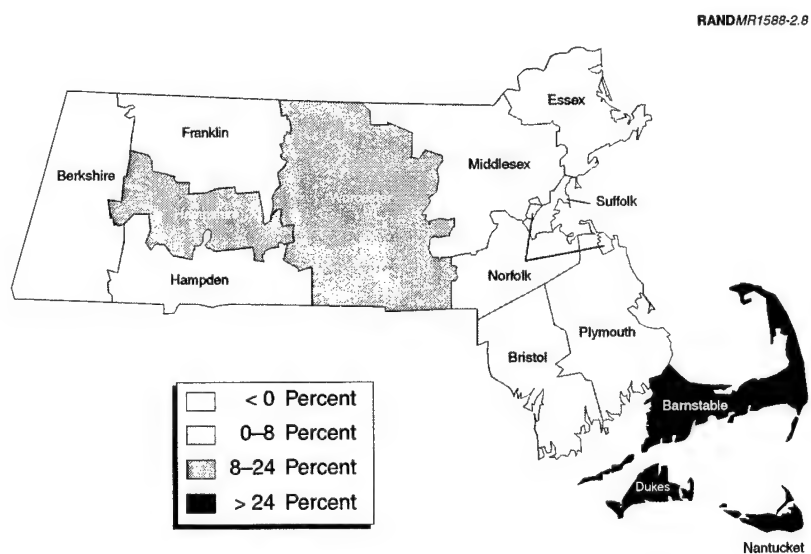 RANDMR1588-2.8
Essex
Franklin
Middlesex
Berkshire
Suffolk
Hampden
Norfolk
Plymouth
Bristol
< 0 Percent
Barnstable
0–8 Percent
8–24 Percent
Dukes
> 24 Percent
Nantucket